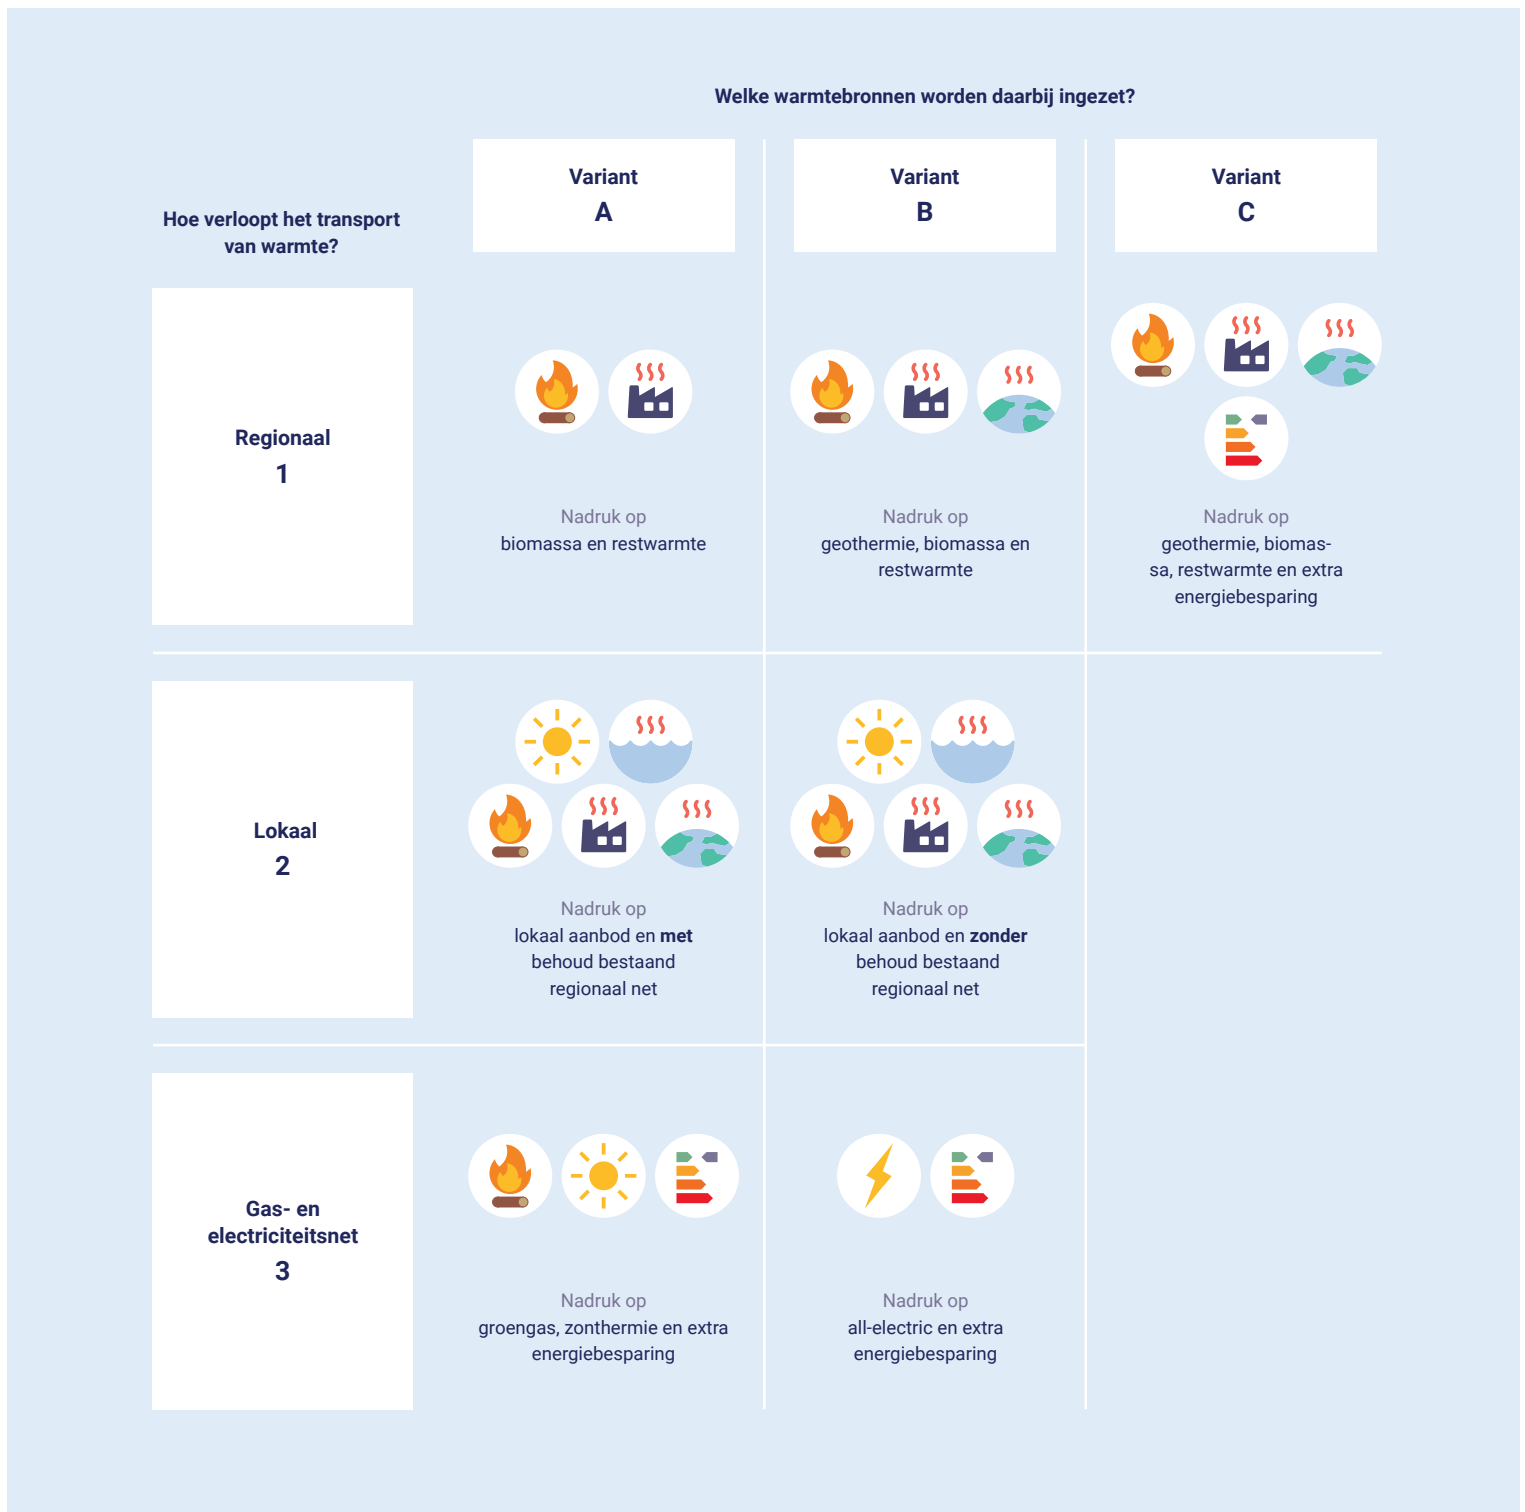 Welke warmtebronnen worden daarbij ingezet?
Hoe verloopt het transport
van warmte?
Variant
A
Variant
B
Variant
C
Regionaal
1
Nadruk op
biomassa en restwarmte
Nadruk op
geothermie, biomassa en
restwarmte
Nadruk op
geothermie, biomas-
sa, restwarmte en extra
energiebesparing
Lokaal
2
Nadruk op
lokaal aanbod en met
behoud bestaand
regionaal net
Nadruk op
lokaal aanbod en zonder
behoud bestaand
regionaal net
Gas- en
electriciteitsnet
3
Nadruk op
groengas, zonthermie en extra
energiebesparing
Nadruk op
all-electric en extra
energiebesparing